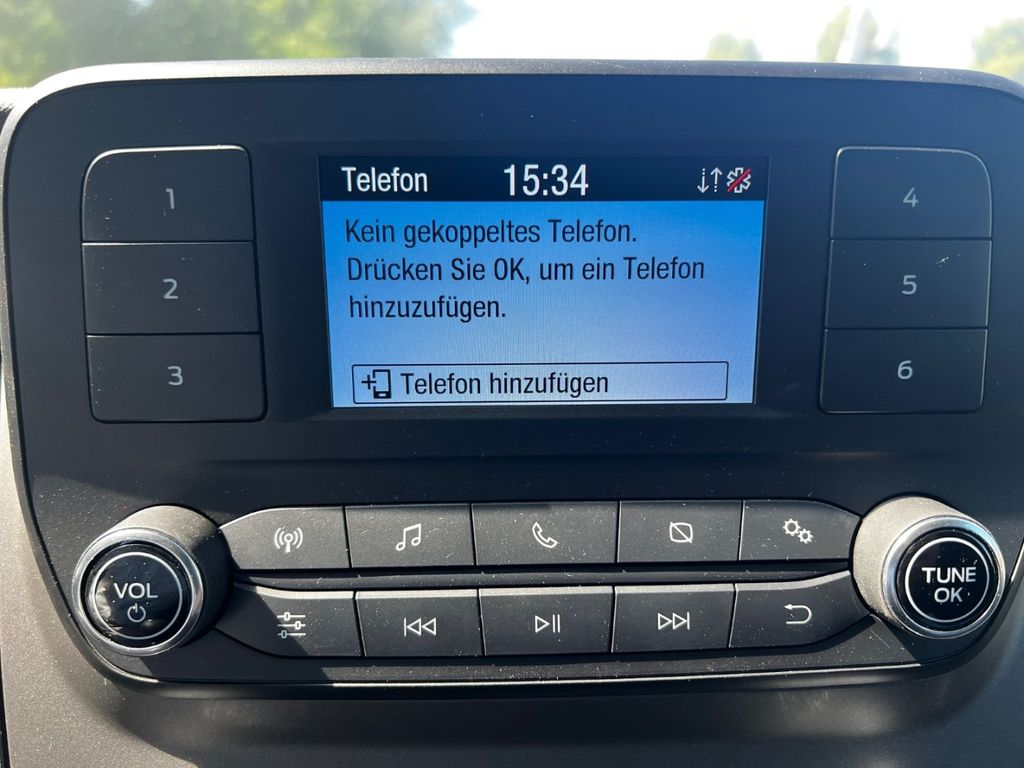 Telefon 15:34
Kein gekoppeltes Telefon.
Drücken Sie OK, um ein Telefon
hinzuzufügen.
Telefon hinzufügen
1
2
3
4
5
6
VOL
TUNE
OK